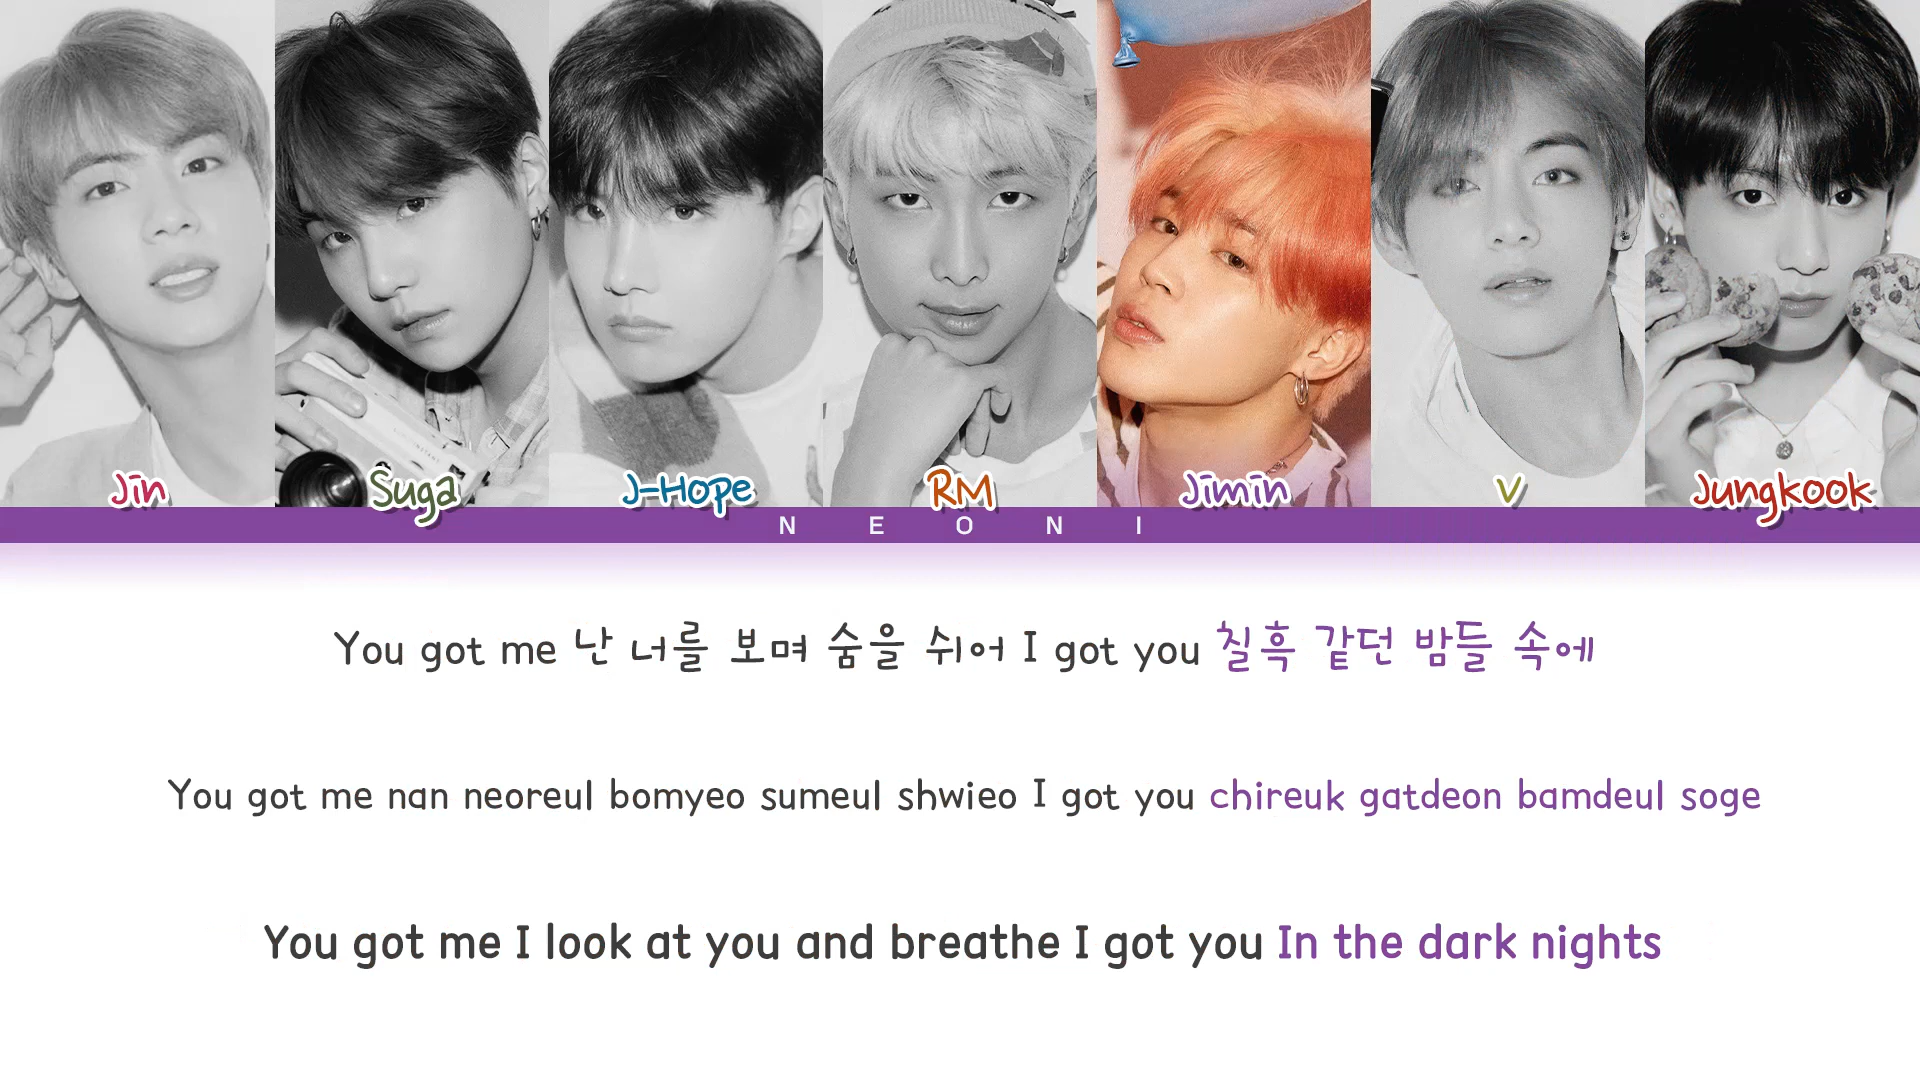 Jin Suga J-Hope RM Jimin V Jungkook
NEONI
You got me 난 너를 보며 숨을 쉬어 I got you 칠흑 같던 밤들 속에
You got me nan neoreul bomyeo sumeul shwieo I got you chireuk gatdeon bamdeul soge
You got me I look at you and breathe I got you In the dark nights